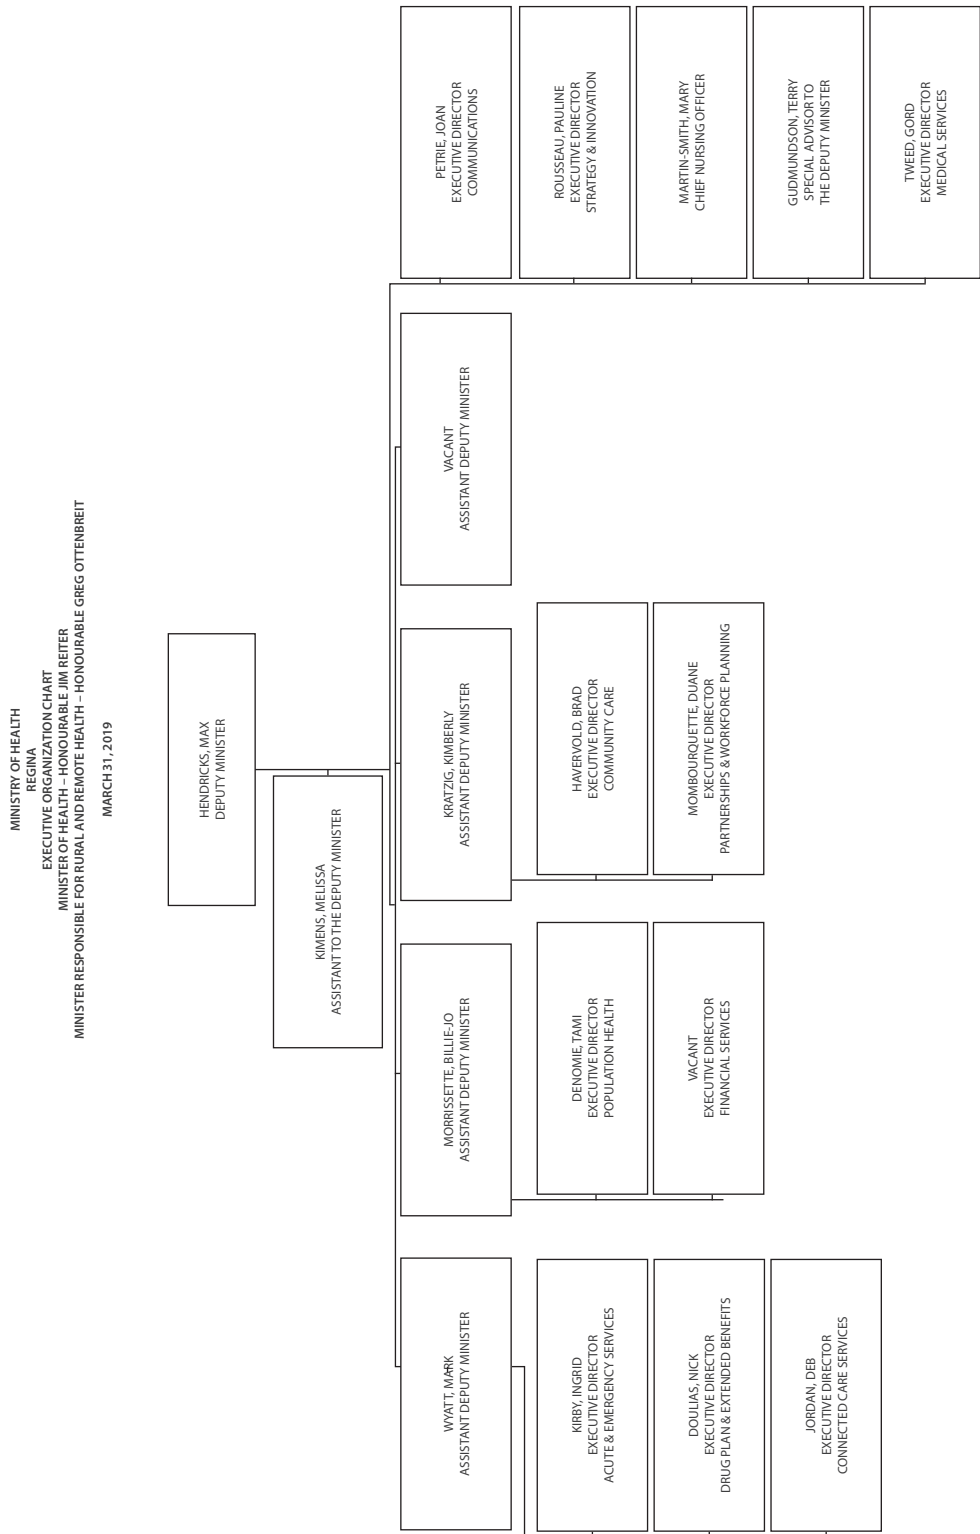 MINISTRY OF HEALTH
REGINA
EXECUTIVE ORGANIZATION CHART
MINISTER OF HEALTH – HONOURABLE JIM REITER
MINISTER RESPONSIBLE FOR RURAL AND REMOTE HEALTH – HONOURABLE GREG OTTENBREIT
MARCH 31, 2019
HENDRICKS, MAX
DEPUTY MINISTER
KIMENS, MELISSA
ASSISTANT TO THE DEPUTY MINISTER
WYATT, MARK
ASSISTANT DEPUTY MINISTER
KIRBY, INGRID
EXECUTIVE DIRECTOR
ACUTE & EMERGENCY SERVICES
DOULIAS, NICK
EXECUTIVE DIRECTOR
DRUG PLAN & EXTENDED BENEFITS
JORDAN, DEB
EXECUTIVE DIRECTOR
CONNECTED CARE SERVICES
MORRISSETTE, BILLIE-JO
ASSISTANT DEPUTY MINISTER
DENOMIE, TAMI
EXECUTIVE DIRECTOR
POPULATION HEALTH
VACANT
EXECUTIVE DIRECTOR
FINANCIAL SERVICES
KRATZIG, KIMBERLY
ASSISTANT DEPUTY MINISTER
HAVERVOLD, BRAD
EXECUTIVE DIRECTOR
COMMUNITY CARE
MOMBOURQUETTE, DUANE
EXECUTIVE DIRECTOR
PARTNERSHIPS & WORKFORCE PLANNING
VACANT
ASSISTANT DEPUTY MINISTER
PETRIE, JOAN
EXECUTIVE DIRECTOR
COMMUNICATIONS
ROUSSEAU, PAULINE
EXECUTIVE DIRECTOR
STRATEGY & INNOVATION
MARTIN-SMITH, MARY
CHIEF NURSING OFFICER
GUDMUNDSON, TERRY
SPECIAL ADVISOR TO
THE DEPUTY MINISTER
TWEED, GORD
EXECUTIVE DIRECTOR
MEDICAL SERVICES